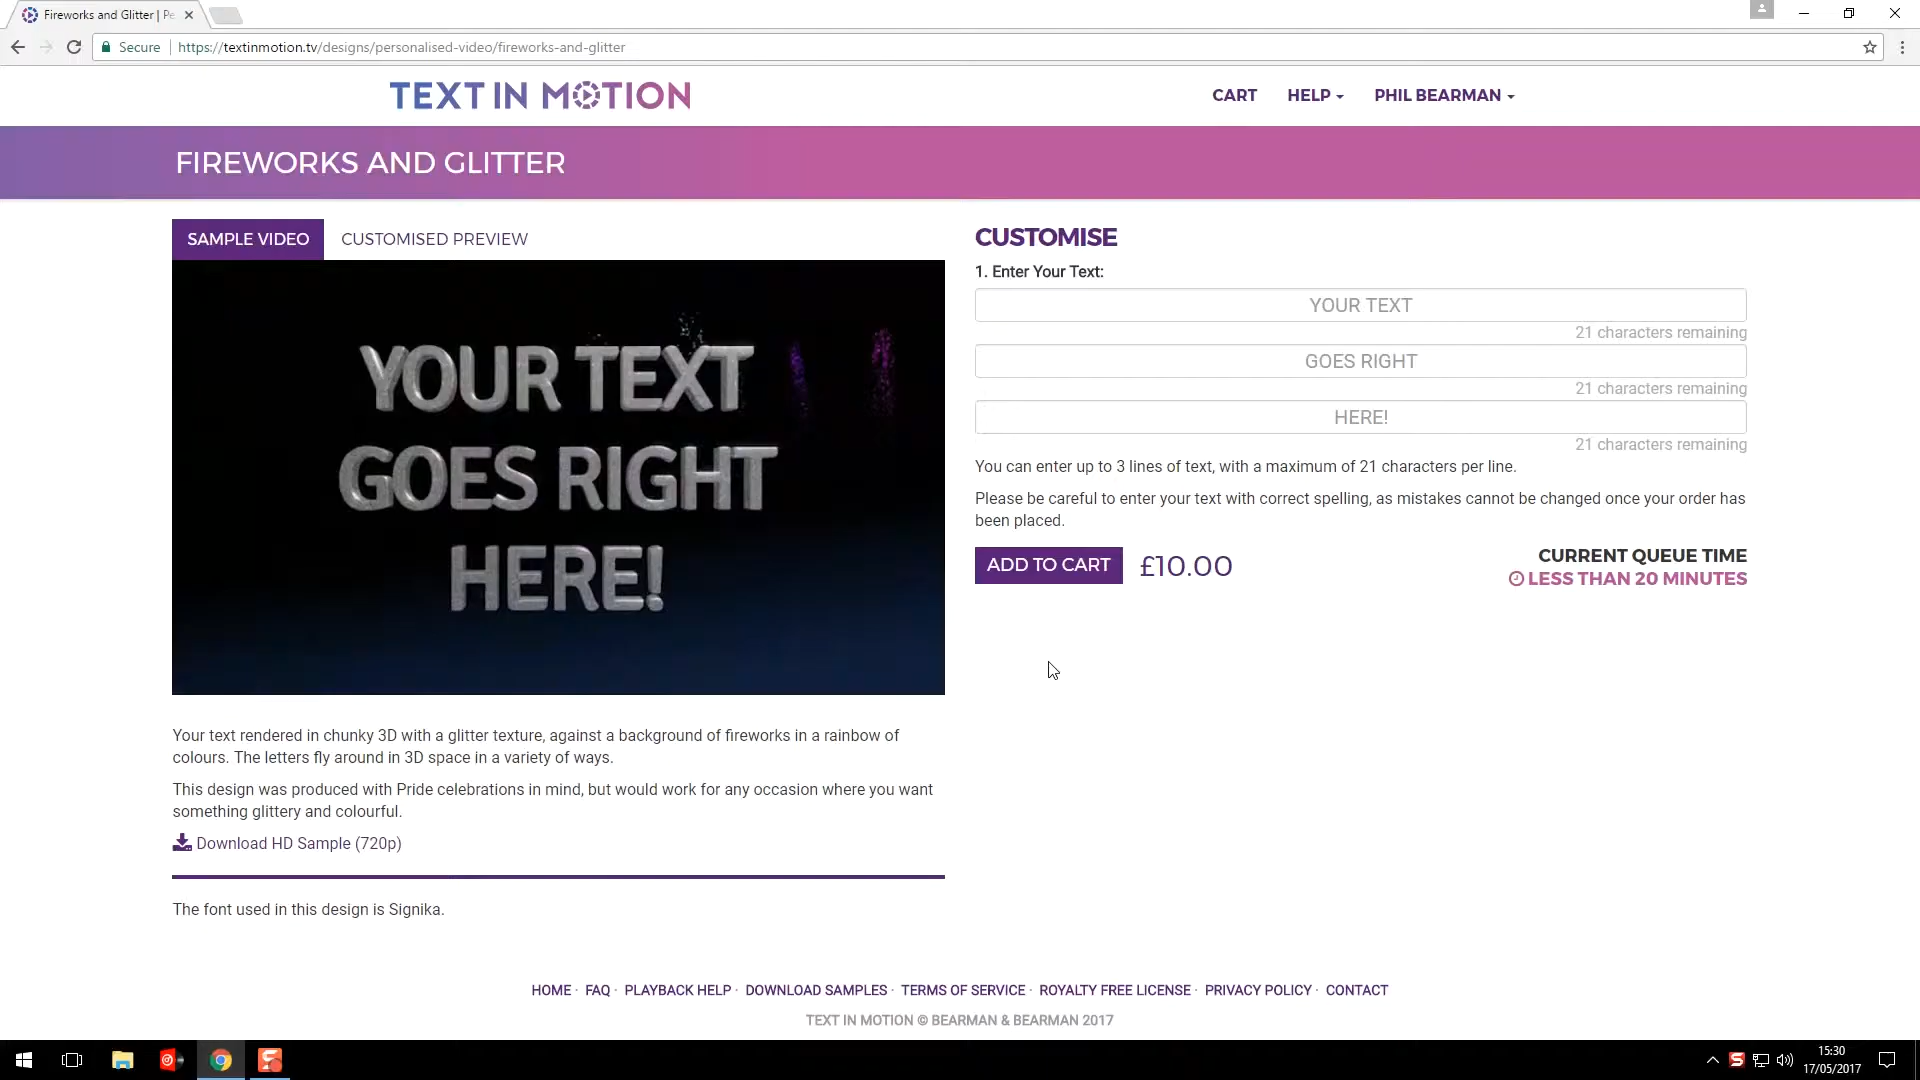 Fireworks and Glitter | Pe
Secure
https://textinmotion.tv/designs/personalised-video/fireworks-and-glitter
TEXT IN MOTION
CART
HELP
PHIL BEARMAN
FIREWORKS AND GLITTER
SAMPLE VIDEO
CUSTOMISED PREVIEW
YOUR TEXT
GOES RIGHT
HERE!
Your text rendered in chunky 3D with a glitter texture, against a background of fireworks in a rainbow of
colours. The letters fly around in 3D space in a variety of ways.
This design was produced with Pride celebrations in mind, but would work for any occasion where you want
something glittery and colourful.
Download HD Sample (720p)
The font used in this design is Signika.
CUSTOMISE
1. Enter Your Text:
YOUR TEXT
21 characters remaining
GOES RIGHT
21 characters remaining
HERE!
21 characters remaining
You can enter up to 3 lines of text, with a maximum of 21 characters per line.
Please be careful to enter your text with correct spelling, as mistakes cannot be changed once your order has
been placed.
ADD TO CART
£10.00
CURRENT QUEUE TIME
LESS THAN 20 MINUTES
HOME · FAQ · PLAYBACK HELP · DOWNLOAD SAMPLES · TERMS OF SERVICE · ROYALTY FREE LICENSE · PRIVACY POLICY · CONTACT
TEXT IN MOTION © BEARMAN & BEARMAN 2017
15:30
17/05/2017